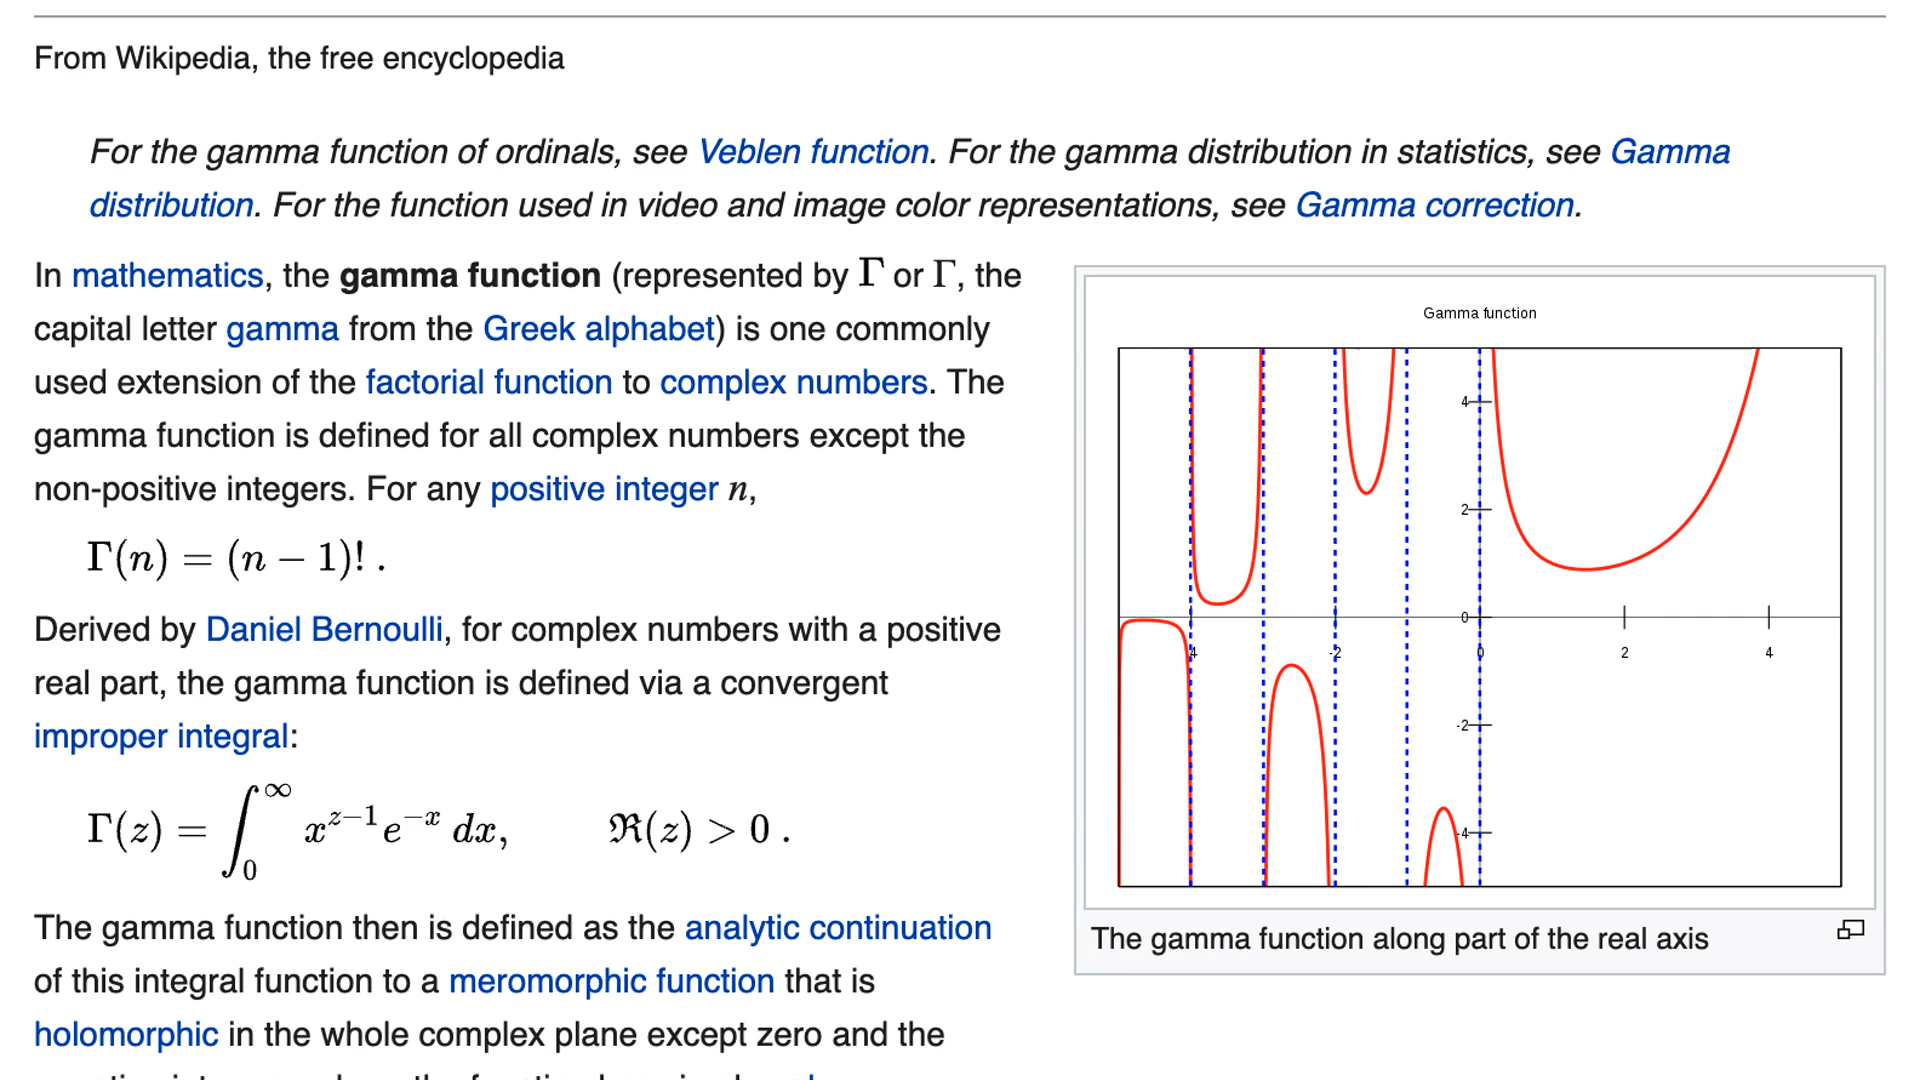 From Wikipedia, the free encyclopedia
For the gamma function of ordinals, see Veblen function. For the gamma distribution in statistics, see Gamma
distribution. For the function used in video and image color representations, see Gamma correction.
In mathematics, the gamma function (represented by Γ or Γ, the
capital letter gamma from the Greek alphabet) is one commonly
used extension of the factorial function to complex numbers. The
gamma function is defined for all complex numbers except the
non-positive integers. For any positive integer n,
Γ(n) = (n − 1)! .
Derived by Daniel Bernoulli, for complex numbers with a positive
real part, the gamma function is defined via a convergent
improper integral:
Γ(z) = ∫₀^∞ x^{z−1} e^{−x} dx, ℜ(z) > 0 .
The gamma function then is defined as the analytic continuation
of this integral function to a meromorphic function that is
holomorphic in the whole complex plane except zero and the
Gamma function
4
2
0
-2
-4
4 -2 0 2 4
The gamma function along part of the real axis